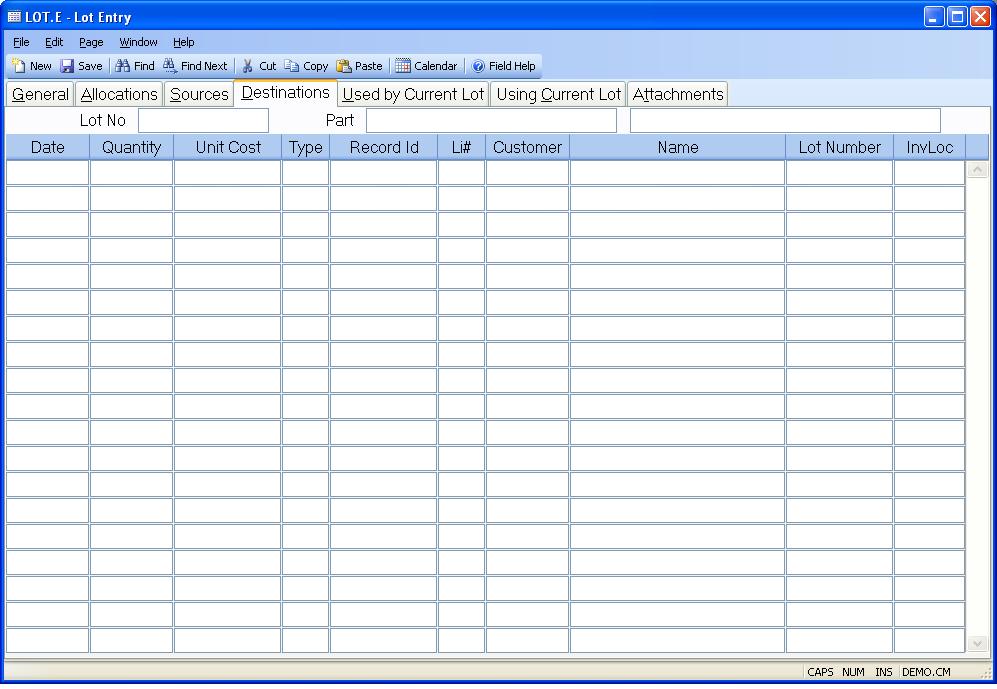 LOT.E - Lot Entry
File Edit Page Window Help
New Save Find Find Next Cut Copy Paste Calendar Field Help
General Allocations Sources Destinations Used by Current Lot Using Current Lot Attachments
Lot No Part
Date Quantity Unit Cost Type Record Id Li# Customer Name Lot Number InvLoc
CAPS NUM INS DEMO.CM